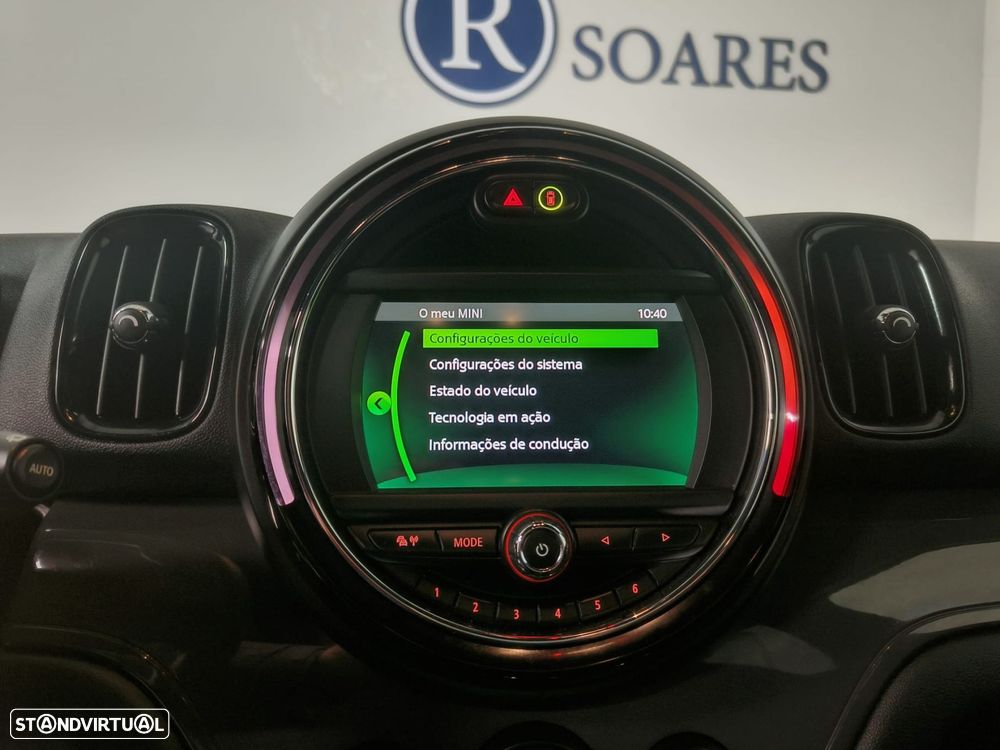 R SOARES
O meu MINI 10:40
Configurações do veículo
Configurações do sistema
Estado do veículo
Tecnologia em ação
Informações de condução
AUTO
MODE
1 2 3 4 5 6
STANDVIRTUAL